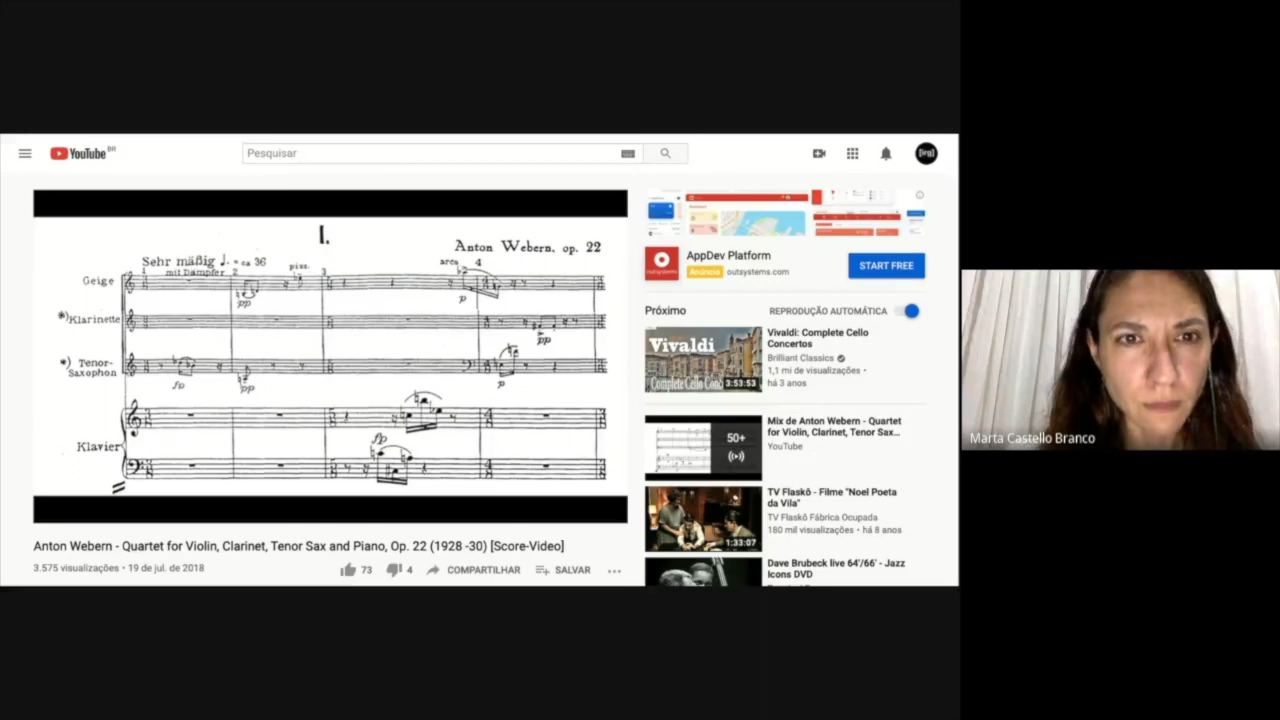 YouTube BR
Pesquisar
I.
Anton Webern, op. 22
Sehr mäßig ♩. = ca 36
mit Dämpfer
1
2
pizz.
3
arco
4
Geige
pp
p
*) Klarinette
pp
*) Tenor-
Saxophon
fp
pp
p
Klavier
fp
Anton Webern - Quartet for Violin, Clarinet, Tenor Sax and Piano, Op. 22 (1928 -30) [Score-Video]
3.575 visualizações • 19 de jul. de 2018
73
4
COMPARTILHAR
SALVAR
outsystems
AppDev Platform
Anúncio outsystems.com
START FREE
Próximo
REPRODUÇÃO AUTOMÁTICA
Vivaldi
Complete Cello Conc
3:53:53
Vivaldi: Complete Cello
Concertos
Brilliant Classics
1,1 mi de visualizações •
há 3 anos
50+
Mix de Anton Webern - Quartet
for Violin, Clarinet, Tenor Sax...
YouTube
1:33:07
TV Flaskô - Filme "Noel Poeta
da Vila"
TV Flaskô Fábrica Ocupada
180 mil visualizações • há 8 anos
Dave Brubeck live 64'/66' - Jazz
Icons DVD
Marta Castello Branco